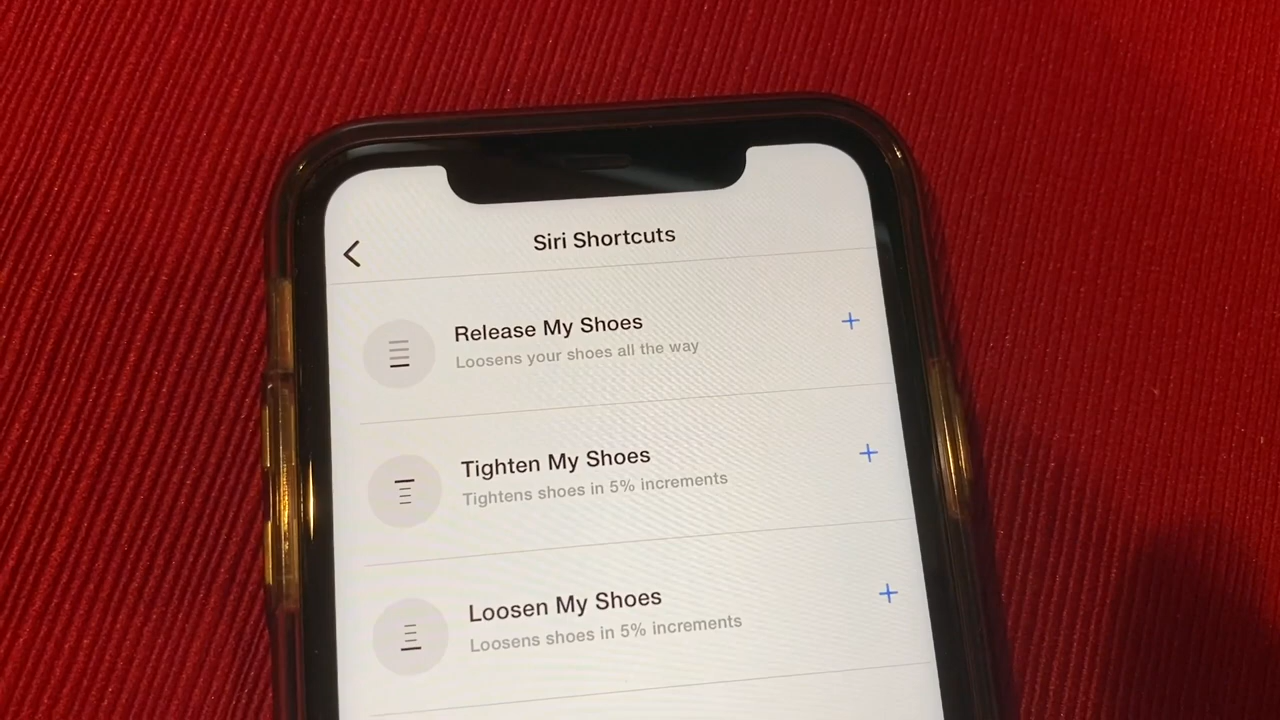 Siri Shortcuts
Release My Shoes
Loosens your shoes all the way
Tighten My Shoes
Tightens shoes in 5% increments
Loosen My Shoes
Loosens shoes in 5% increments